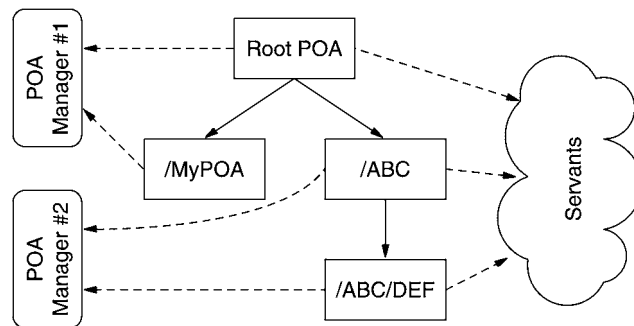 POA
Manager #1
Root POA
/MyPOA
/ABC
Servants
POA
Manager #2
/ABC/DEF